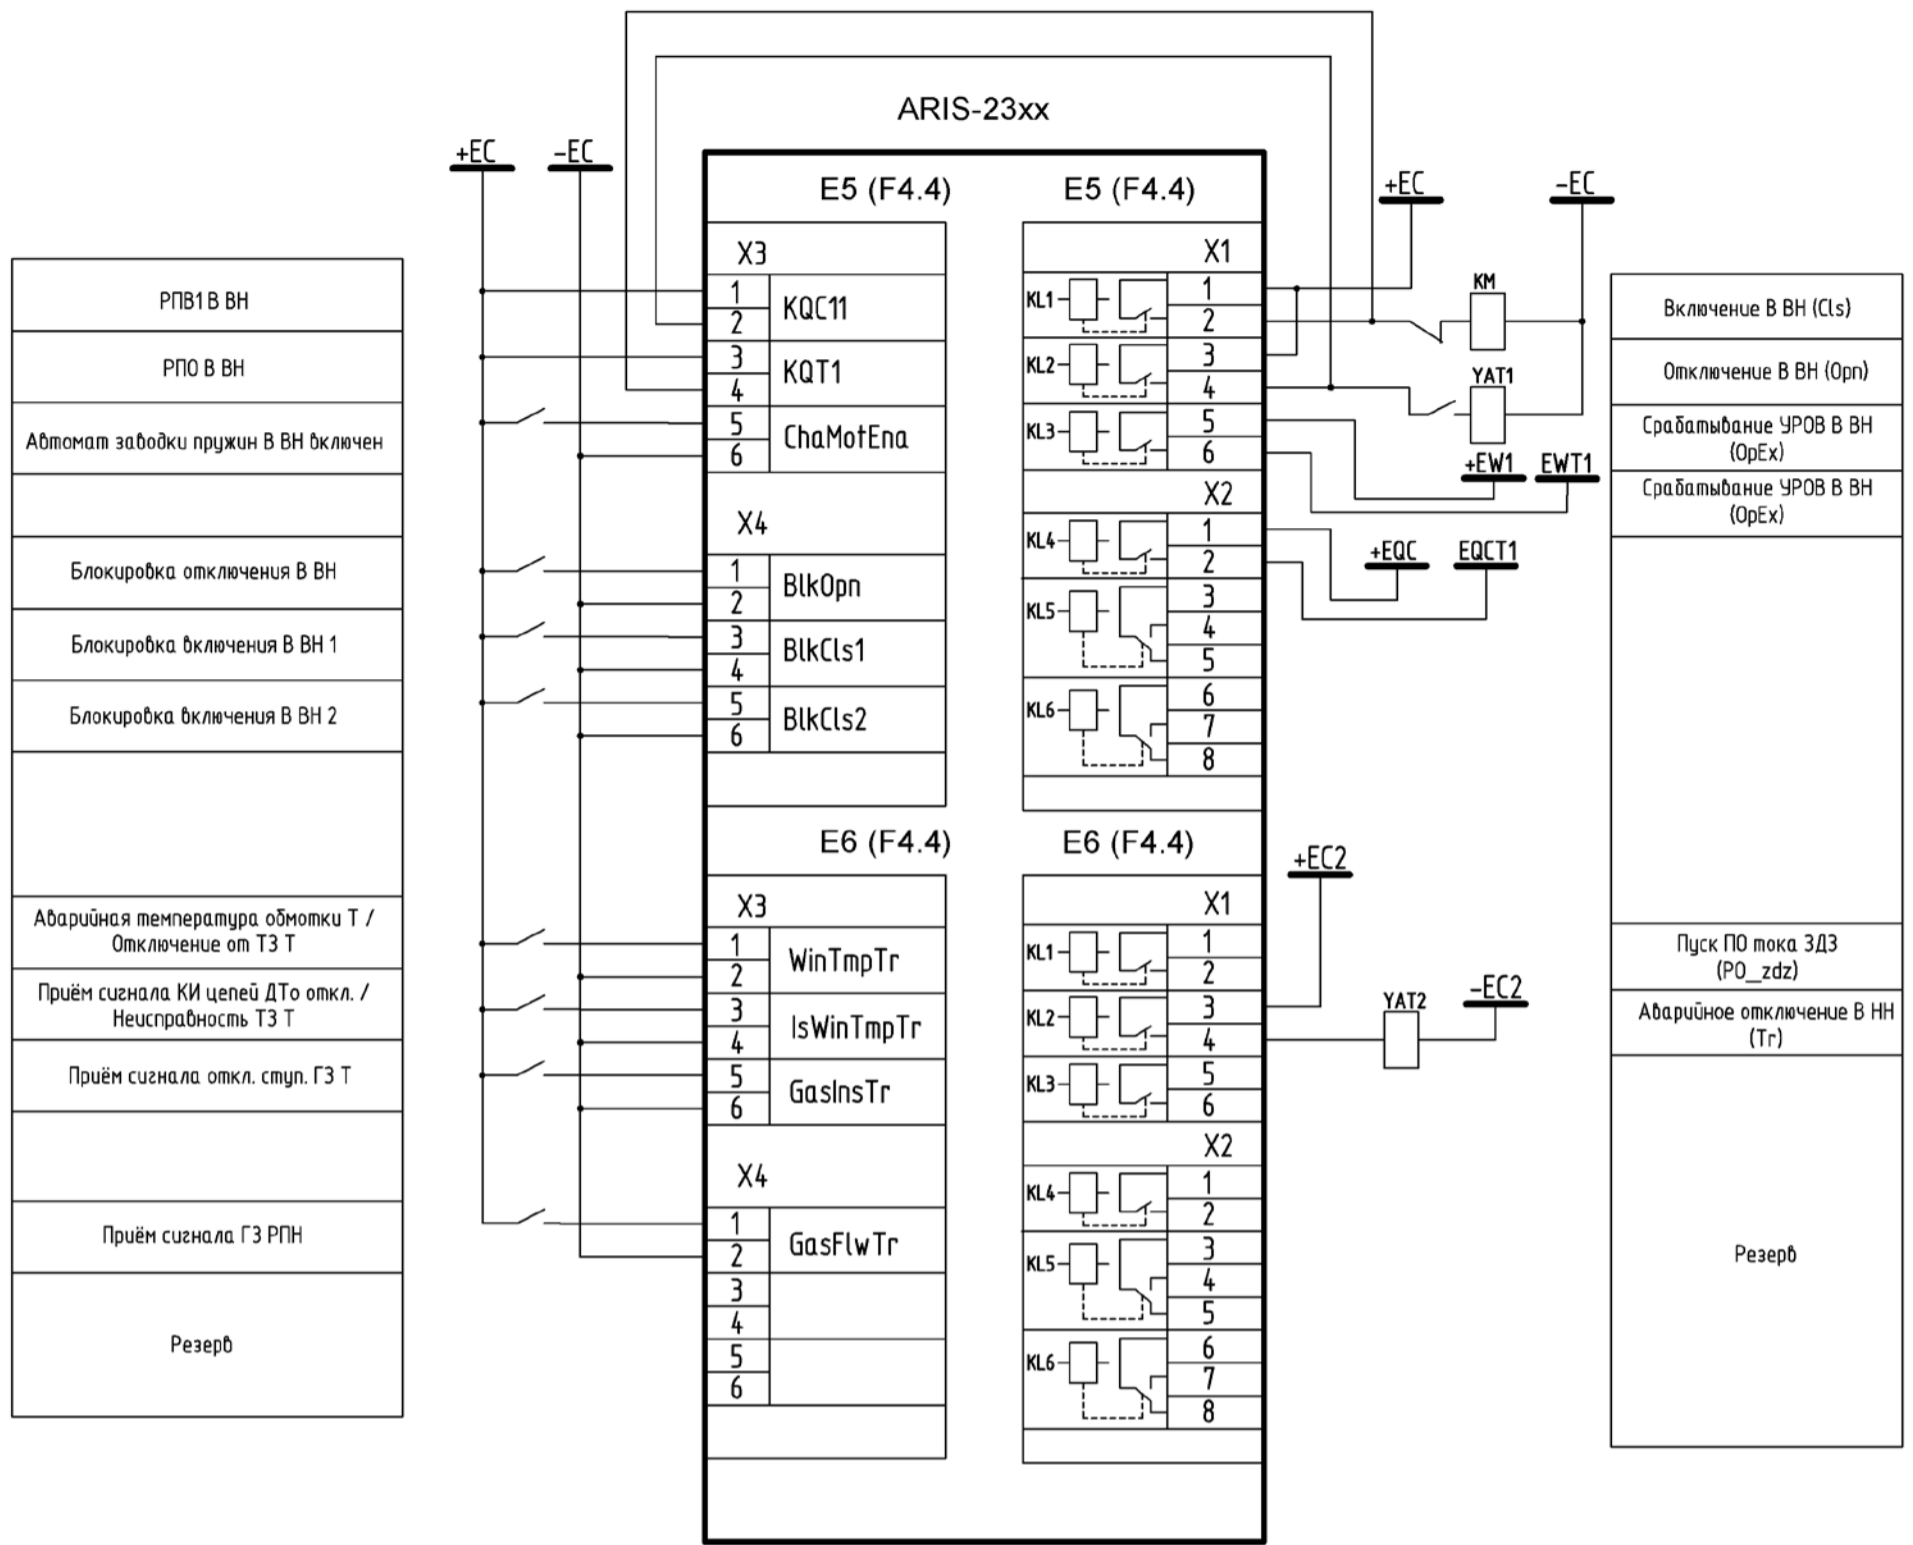 ARIS-23xx
+EC
-EC
РПВ1 В ВН
РПО В ВН
Автомат заводки пружин В ВН включен
Блокировка отключения В ВН
Блокировка включения В ВН 1
Блокировка включения В ВН 2
Аварийная температура обмотки Т /
Отключение от ТЗ Т
Приём сигнала КИ цепей ДТо откл. /
Неисправность ТЗ Т
Приём сигнала откл. ступ. ГЗ Т
Приём сигнала ГЗ РПН
Резерв
E5 (F4.4)
X3
1
KQC11
2
3
KQT1
4
5
ChaMotEna
6
X4
1
BlkOpn
2
3
BlkCls1
4
5
BlkCls2
6
E6 (F4.4)
X3
1
WinTmpTr
2
3
IsWinTmpTr
4
5
GasInsTr
6
X4
1
GasFlwTr
2
3
4
5
6
E5 (F4.4)
X1
KL1
1
2
KL2
3
4
KL3
5
6
X2
KL4
1
2
KL5
3
4
5
KL6
6
7
8
E6 (F4.4)
X1
KL1
1
2
KL2
3
4
KL3
5
6
X2
KL4
1
2
KL5
3
4
5
KL6
6
7
8
+EC
-EC
KM
YAT1
+EW1
EWT1
+EQC
EQCT1
+EC2
YAT2
-EC2
Включение В ВН (Cls)
Отключение В ВН (Opn)
Срабатывание УРОВ В ВН
(OpEx)
Срабатывание УРОВ В ВН
(OpEx)
Пуск ПО тока ЗДЗ
(PO_zdz)
Аварийное отключение В НН
(Tr)
Резерв